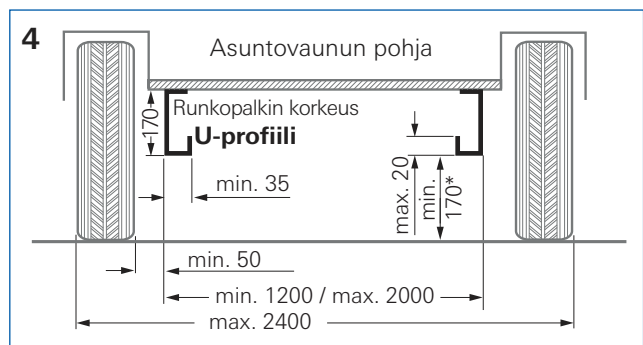 4
Asuntovaunun pohja
170
Runkopalkin korkeus
U-profiili
min. 35
max. 20
min.
170*
min. 50
min. 1200 / max. 2000
max. 2400